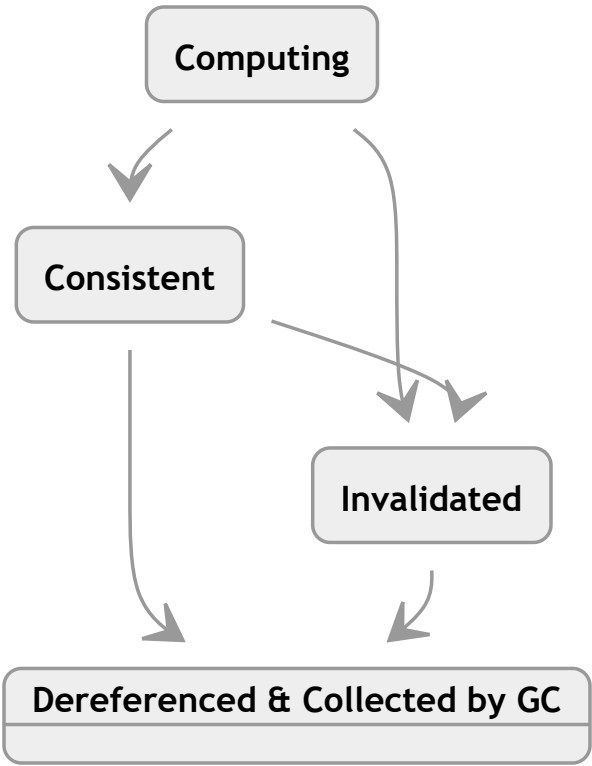 Computing
Consistent
Invalidated
Dereferenced & Collected by GC